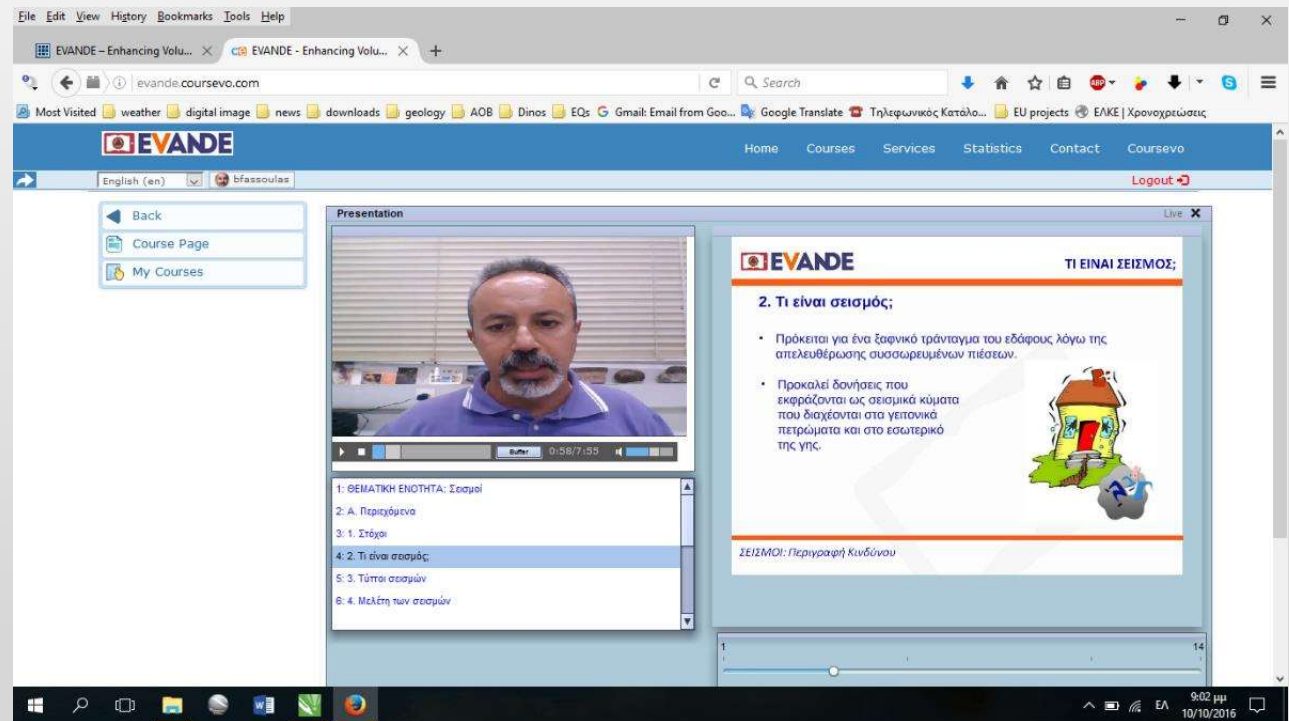 File Edit View History Bookmarks Tools Help
EVANDE – Enhancing Volu...
EVANDE - Enhancing Volu...
evande.coursevo.com
Search
ABP
Most Visited weather digital image news downloads geology AOB Dinos EQs Gmail: Email from Goo... Google Translate Τηλεφωνικός Κατάλο... EU projects ΕΛΚΕ | Χρονοχρεώσεις
EVANDE
Home Courses Services Statistics Contact Coursevo
English (en) bfassoulas Logout
Back
Course Page
My Courses
Presentation Live
Buffer 0:58/7:55
1: ΘΕΜΑΤΙΚΗ ΕΝΟΤΗΤΑ: Σεισμοί
2: Α. Περιεχόμενα
3: 1. Στόχοι
4: 2. Τι είναι σεισμός;
5: 3. Τύποι σεισμών
6: 4. Μελέτη των σεισμών
EVANDE ΤΙ ΕΙΝΑΙ ΣΕΙΣΜΟΣ;
2. Τι είναι σεισμός;
• Πρόκειται για ένα ξαφνικό τράνταγμα του εδάφους λόγω της
απελευθέρωσης συσσωρευμένων πιέσεων.
• Προκαλεί δονήσεις που
εκφράζονται ως σεισμικά κύματα
που διαχέονται στα γειτονικά
πετρώματα και στο εσωτερικό
της γης.
ΣΕΙΣΜΟΙ: Περιγραφή Κινδύνου
1 14
ΕΛ
9:02 μμ
10/10/2016